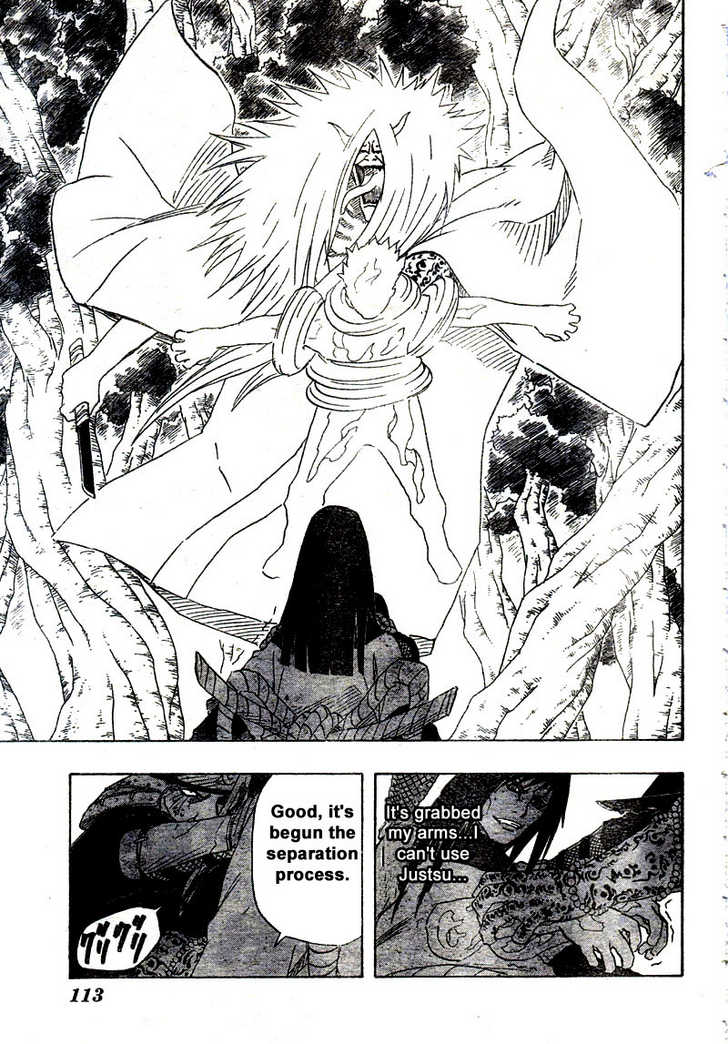 It's grabbed
my arms...I
can't use
Justsu...
Good, it's
begun the
separation
process.
グググ
113